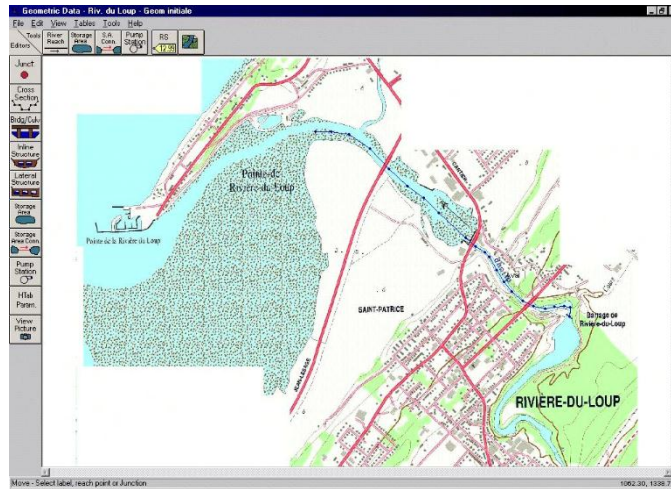 Geometric Data - Riv. du Loup - Geom initiale
File Edit View Tables Tools Help
Tools
Editors
River
Reach
Storage
Area
S.A.
Conn.
Pump
Station
RS
Junct.
Cross
Section
Brdg/Culv
Inline
Structure
Lateral
Structure
Storage
Area
Storage
Area Conn.
Pump
Station
HTab
Param.
View
Picture
Pointe-de
Rivière-du-Loup
Pointe de la Rivière du Loup
SAINT-PATRICE
JEAN-LESAGE
Barrage de
Rivière-du-Loup
RIVIÈRE-DU-LOUP
Move - Select label, reach point or Junction
1062.30, 1338.7